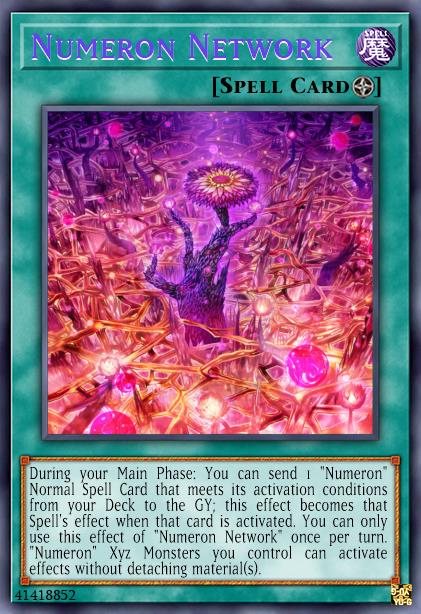 NUMERON NETWORK
SPELL
魔
[SPELL CARD]
During your Main Phase: You can send 1 "Numeron"
Normal Spell Card that meets its activation conditions
from your Deck to the GY; this effect becomes that
Spell's effect when that card is activated. You can only
use this effect of "Numeron Network" once per turn.
"Numeron" Xyz Monsters you control can activate
effects without detaching material(s).
41418852